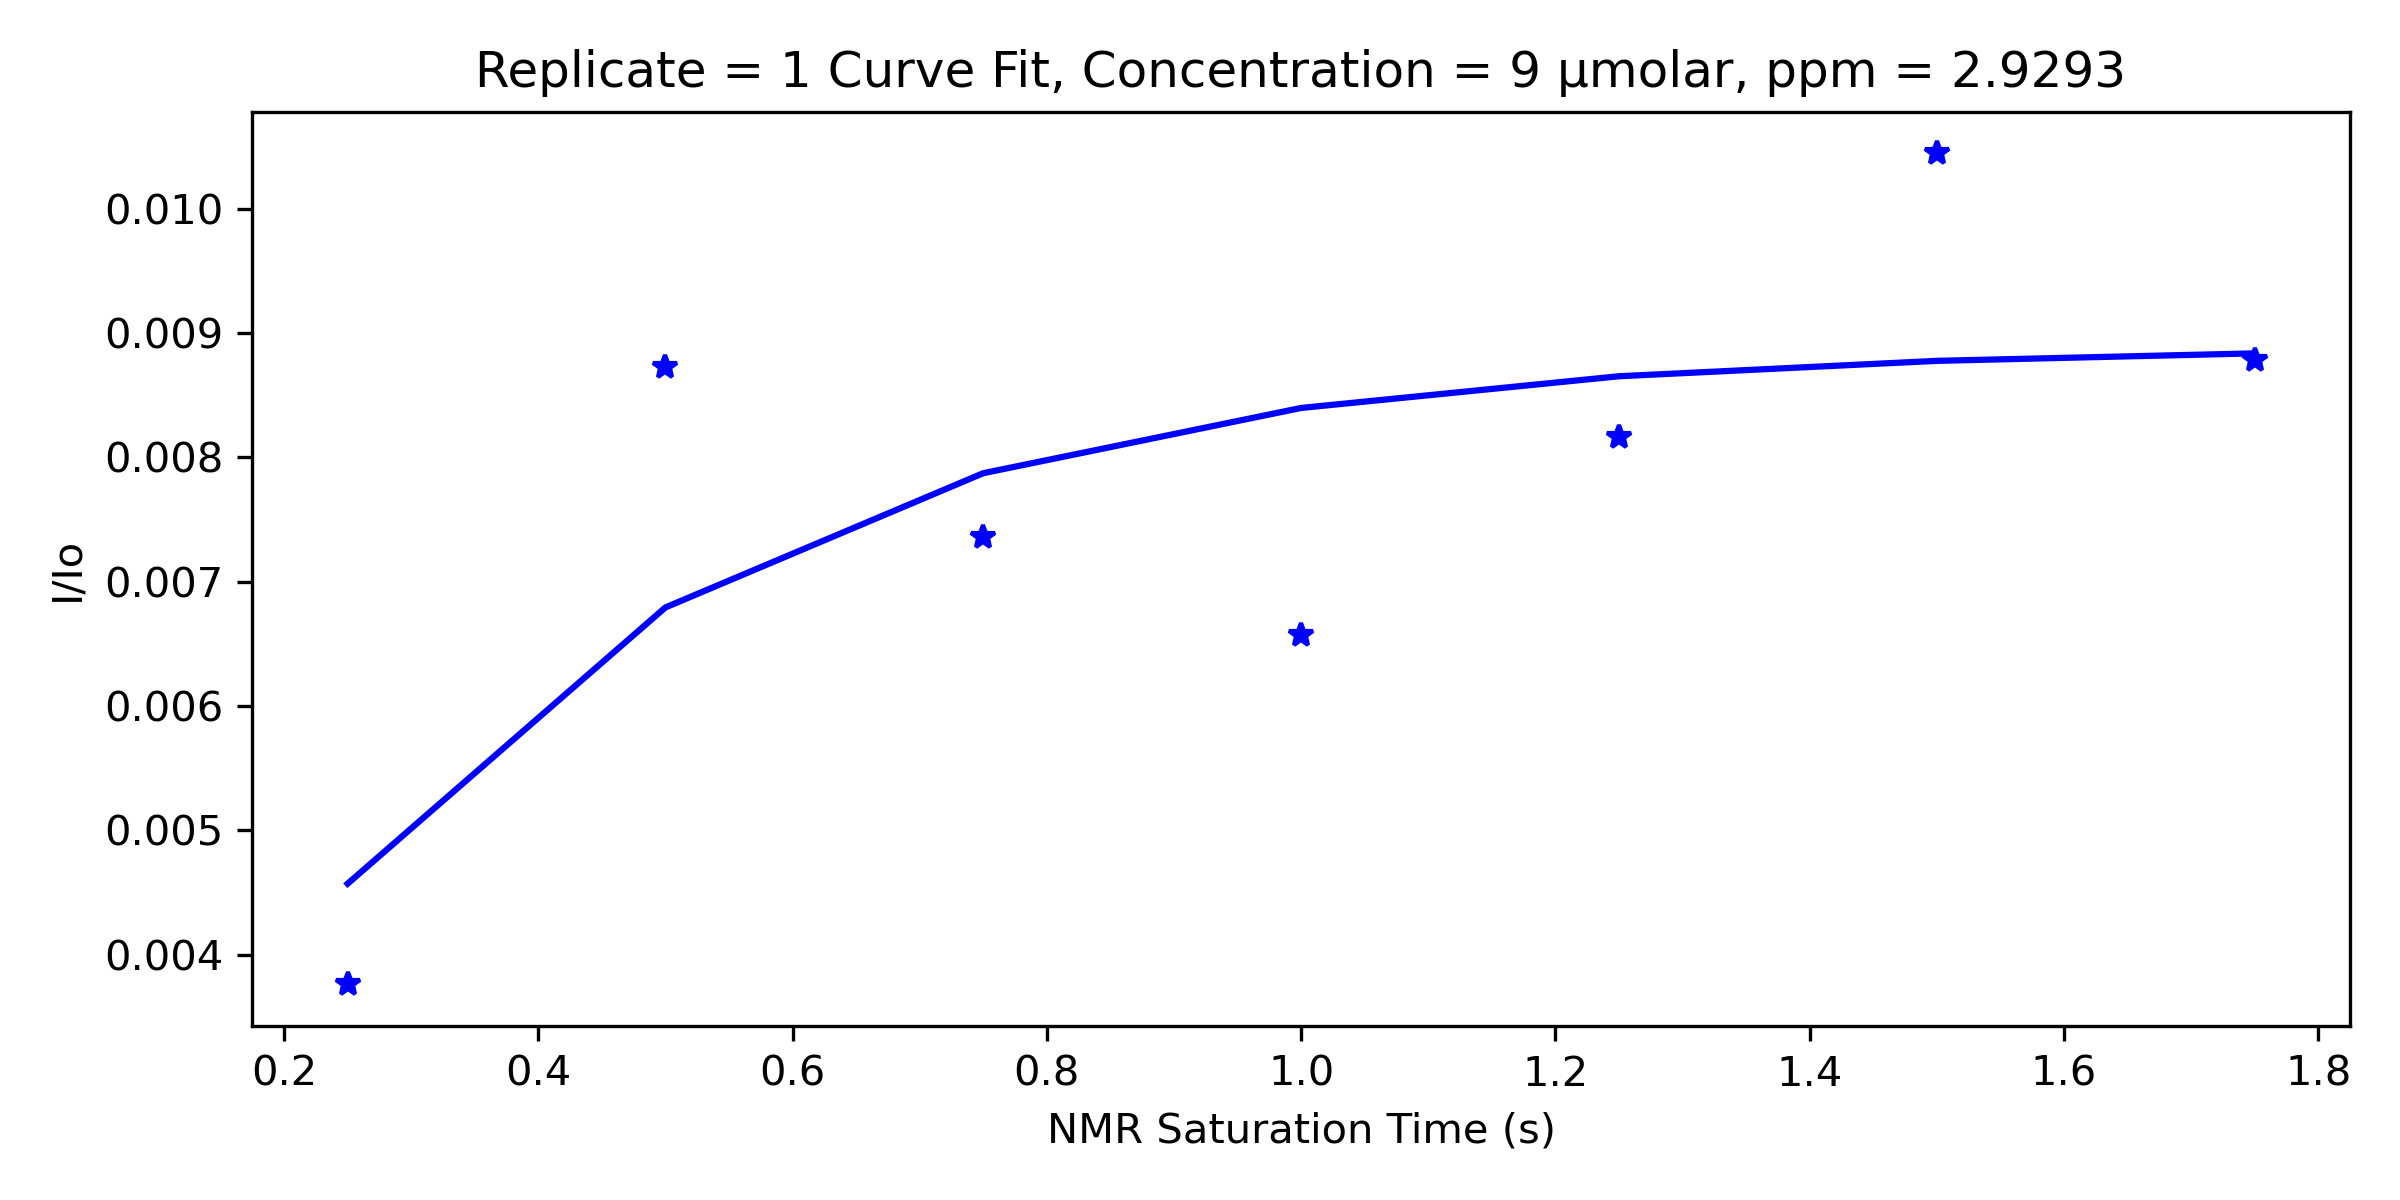 Replicate = 1 Curve Fit, Concentration = 9 µmolar, ppm = 2.9293
0.010
0.009
0.008
0.007
0.006
0.005
0.004
I/Io
0.2 0.4 0.6 0.8 1.0 1.2 1.4 1.6 1.8
NMR Saturation Time (s)